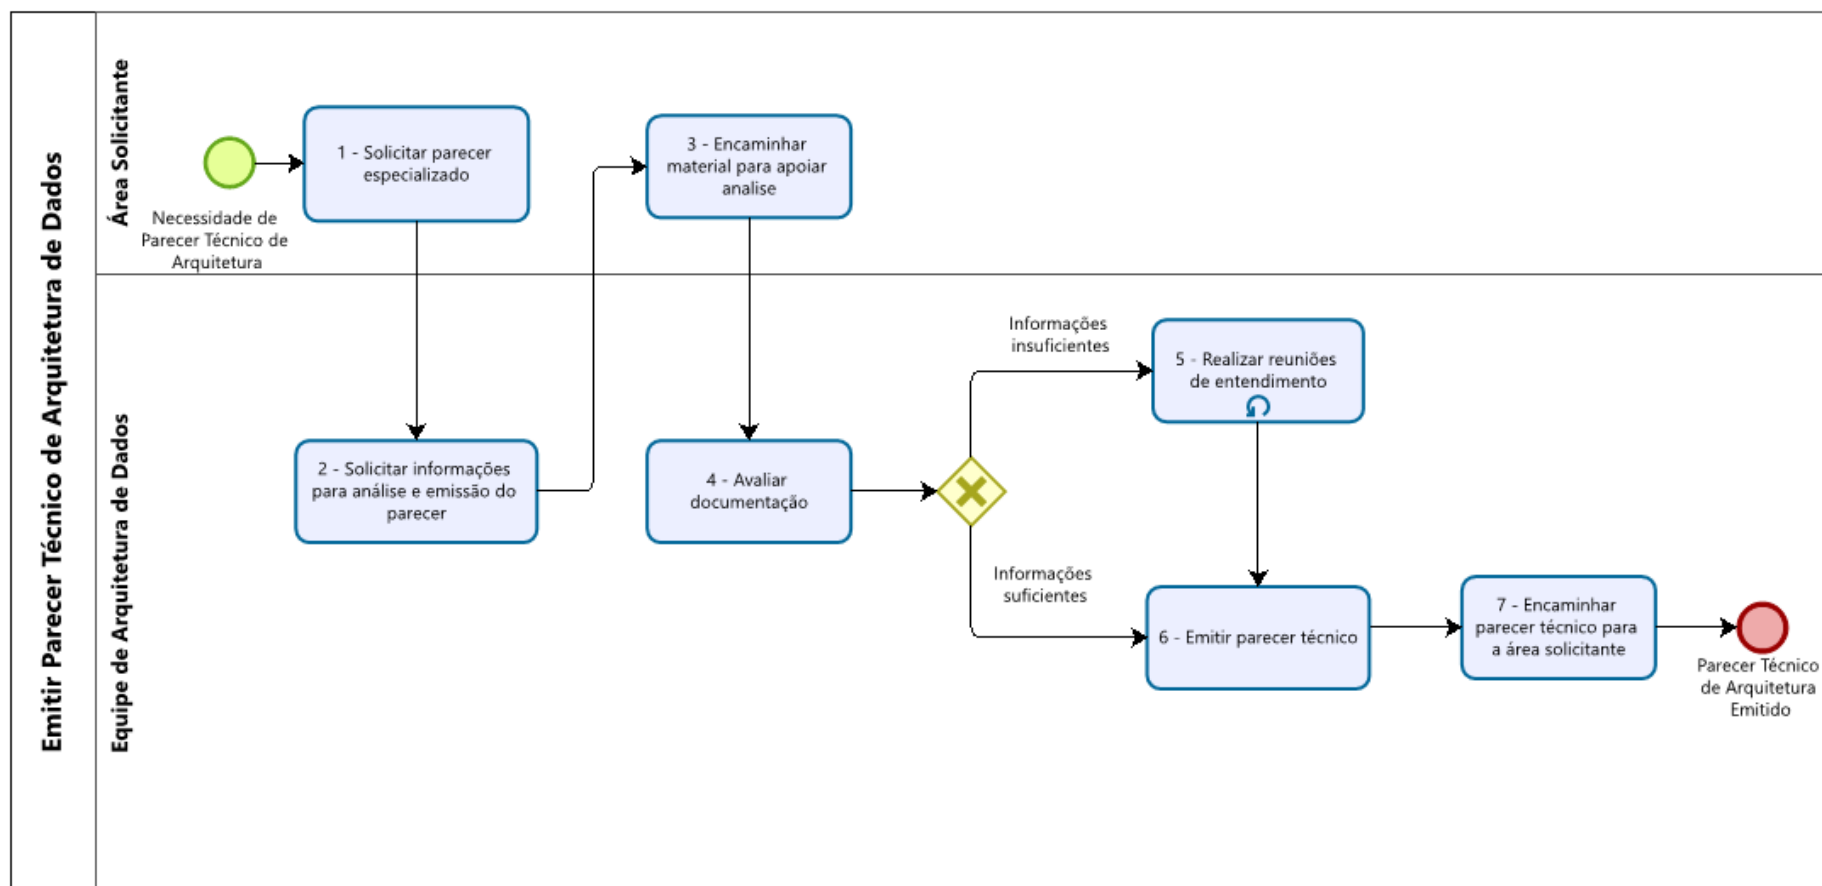 Emitir Parecer Técnico de Arquitetura de Dados
Área Solicitante
Necessidade de
Parecer Técnico de
Arquitetura
1 - Solicitar parecer
especializado
3 - Encaminhar
material para apoiar
analise
Equipe de Arquitetura de Dados
2 - Solicitar informações
para análise e emissão do
parecer
4 - Avaliar
documentação
Informações
insuficientes
5 - Realizar reuniões
de entendimento
Informações
suficientes
6 - Emitir parecer técnico
7 - Encaminhar
parecer técnico para
a área solicitante
Parecer Técnico
de Arquitetura
Emitido